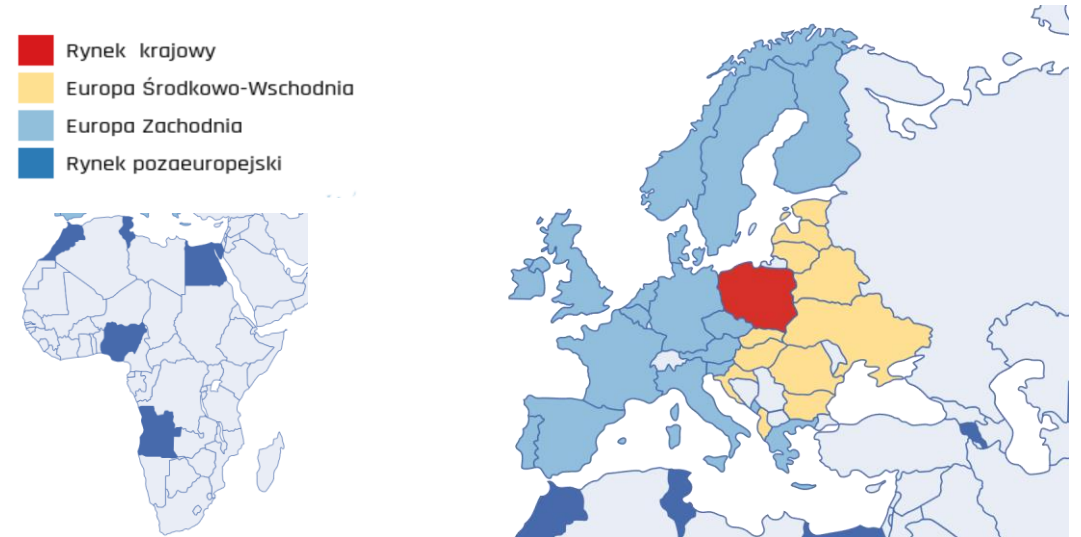 Rynek krajowy
Europa Środkowo-Wschodnia
Europa Zachodnia
Rynek pozaeuropejski